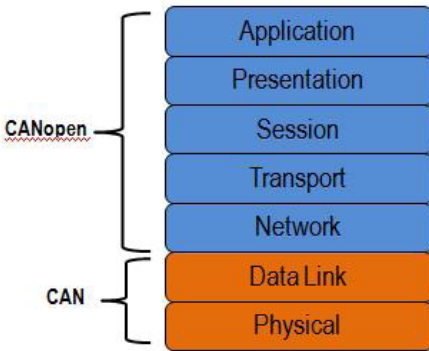 Application
Presentation
CANopen
Session
Transport
Network
Data Link
CAN
Physical